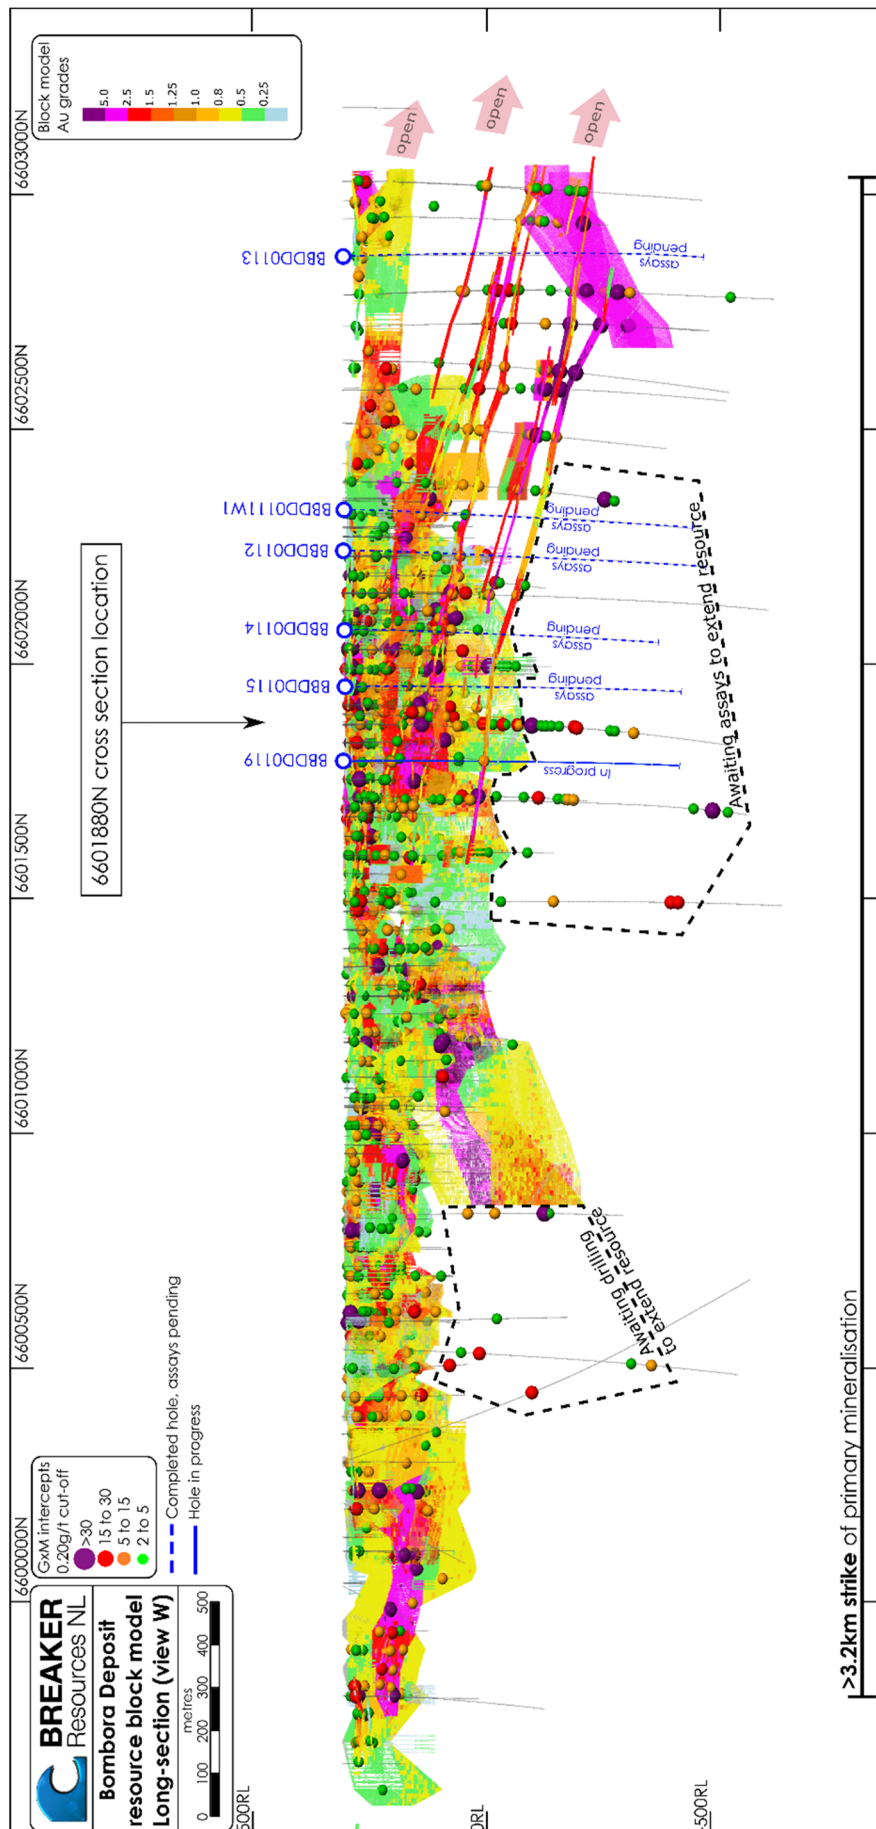 BREAKER
Resources NL
Bombora Deposit
resource block model
Long-section (view W)
metres
0 100 200 300 400 500
GxM intercepts
0.20g/t cut-off
>30
15 to 30
5 to 15
2 to 5
Completed hole, assays pending
Hole in progress
6600000N 6600500N 6601000N 6601500N 6602000N 6602500N 6603000N
6601880N cross section location
Block model
Au grades
5.0
2.5
1.5
1.25
1.0
0.8
0.5
0.25
BBDD0119
BBDD0115
BBDD0114
BBDD0112
BBDD0111W1
BBDD0113
In progress
assays
pending
assays
pending
assays
pending
assays
pending
assays
pending
open
open
open
Awaiting drilling
to extend resource
Awaiting assays to extend resource
-500RL
>3.2km strike of primary mineralisation